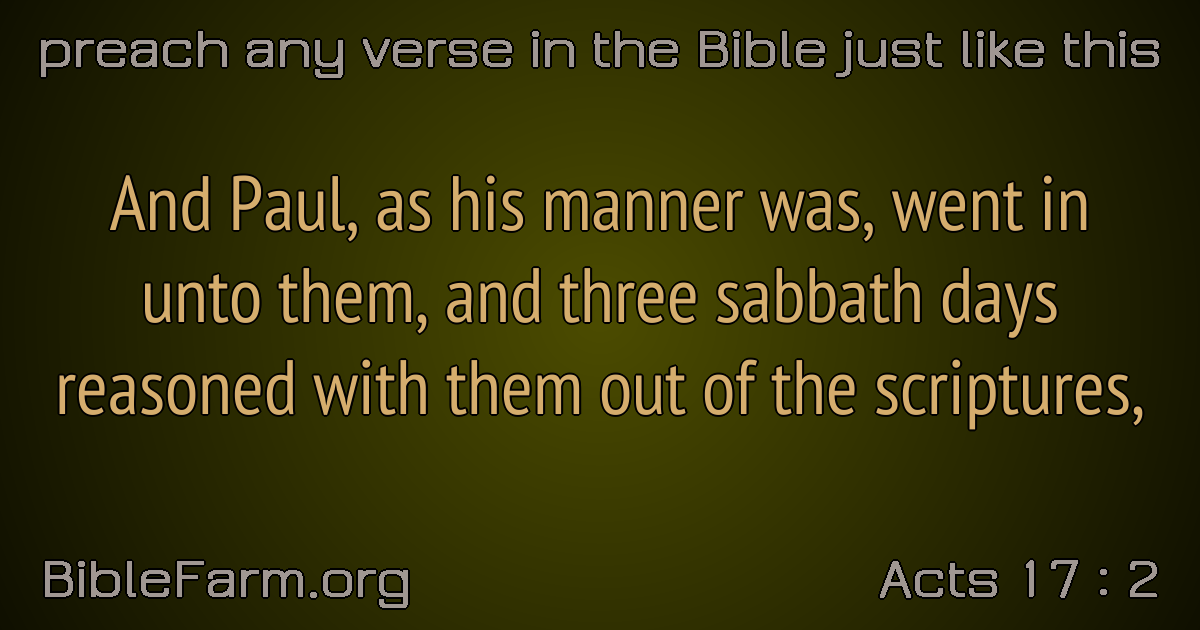 preach any verse in the Bible just like this
And Paul, as his manner was, went in
unto them, and three sabbath days
reasoned with them out of the scriptures,
BibleFarm.org
Acts 17 : 2